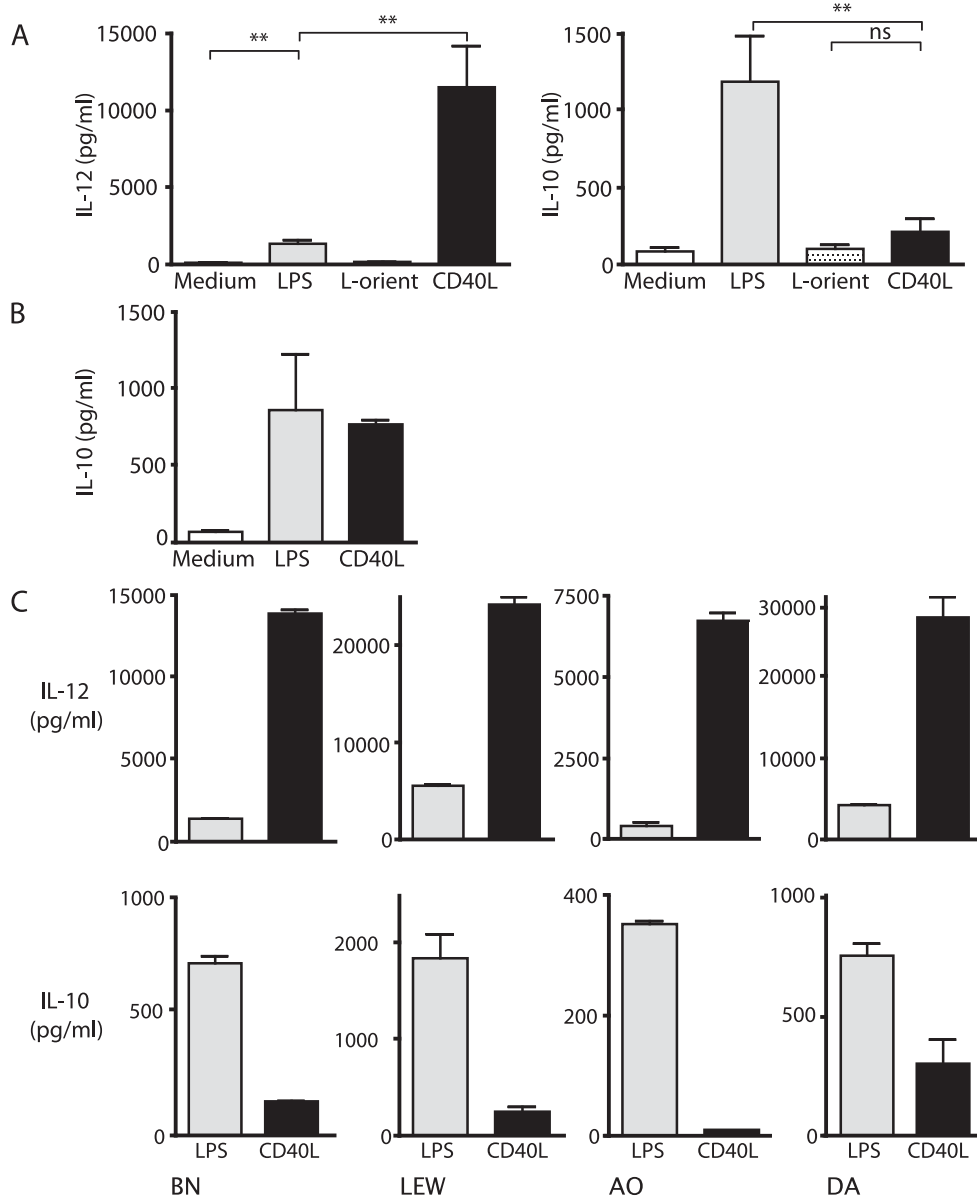 A
**
**
IL-12 (pg/ml)
15000
10000
5000
0
Medium LPS L-orient CD40L
**
ns
IL-10 (pg/ml)
1500
1000
500
0
Medium LPS L-orient CD40L
B
IL-10 (pg/ml)
1500
1000
500
0
Medium LPS CD40L
C
IL-12
(pg/ml)
15000
10000
5000
0
20000
10000
0
7500
5000
2500
0
30000
20000
10000
0
IL-10
(pg/ml)
1000
500
0
2000
1000
0
400
200
0
1000
500
0
LPS CD40L
LPS CD40L
LPS CD40L
LPS CD40L
BN
LEW
AO
DA